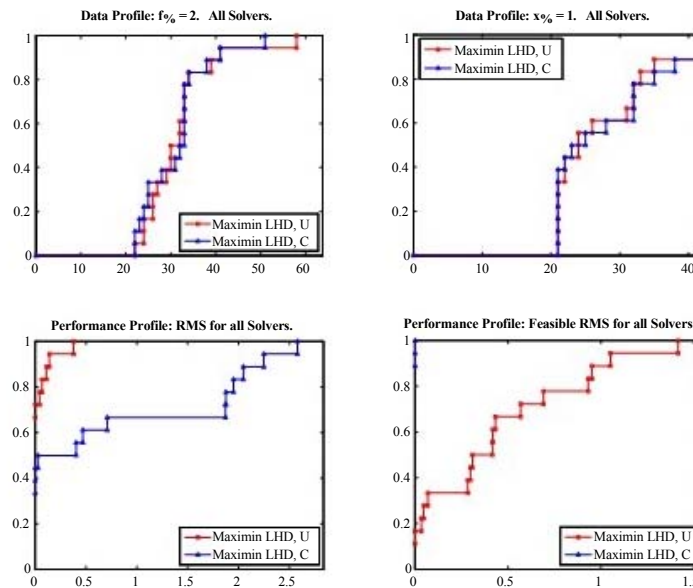 Data Profile: f% = 2. All Solvers.
1
0.8
0.6
0.4
0.2
0
0 10 20 30 40 50 60
Maximin LHD, U
Maximin LHD, C
Data Profile: x% = 1. All Solvers.
1
0.8
0.6
0.4
0.2
0
0 10 20 30 40
Maximin LHD, U
Maximin LHD, C
Performance Profile: RMS for all Solvers.
1
0.8
0.6
0.4
0.2
0
0 0.5 1 1.5 2 2.5
Maximin LHD, U
Maximin LHD, C
Performance Profile: Feasible RMS for all Solvers
1
0.8
0.6
0.4
0.2
0
0 0.5 1 1.5
Maximin LHD, U
Maximin LHD, C